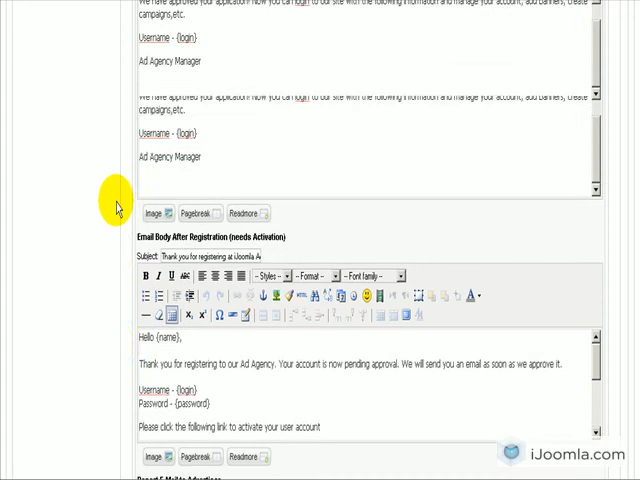 We have approved your application! Now you can login to our site with the following information and manage your account, add banners, create
campaigns,etc.
Username - {login}
Ad Agency Manager
We have approved your application! Now you can login to our site with the following information and manage your account, add banners, create
campaigns,etc.
Username - {login}
Ad Agency Manager
Image Pagebreak Readmore
Email Body After Registration (needs Activation)
Subject: Thank you for registering at iJoomla A
B I U ABC -- Styles -- -- Format -- -- Font family --
HTML
Hello {name},
Thank you for registering to our Ad Agency. Your account is now pending approval. We will send you an email as soon as we approve it.
Username - {login}
Password - {password}
Please click the following link to activate your user account
Image Pagebreak Readmore
iJoomla.com